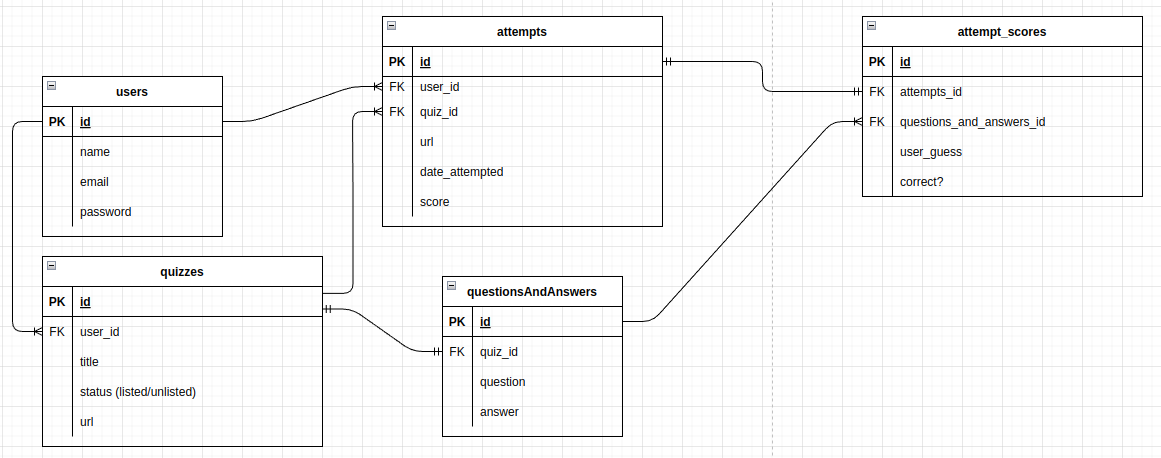 attempts
PK id
FK user_id
FK quiz_id
url
date_attempted
score
attempt_scores
PK id
FK attempts_id
FK questions_and_answers_id
user_guess
correct?
users
PK id
name
email
password
quizzes
PK id
FK user_id
title
status (listed/unlisted)
url
questionsAndAnswers
PK id
FK quiz_id
question
answer